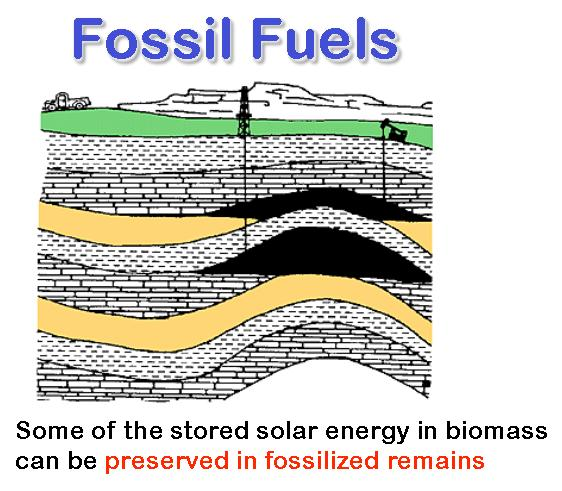 Fossil Fuels
Some of the stored solar energy in biomass
can be preserved in fossilized remains